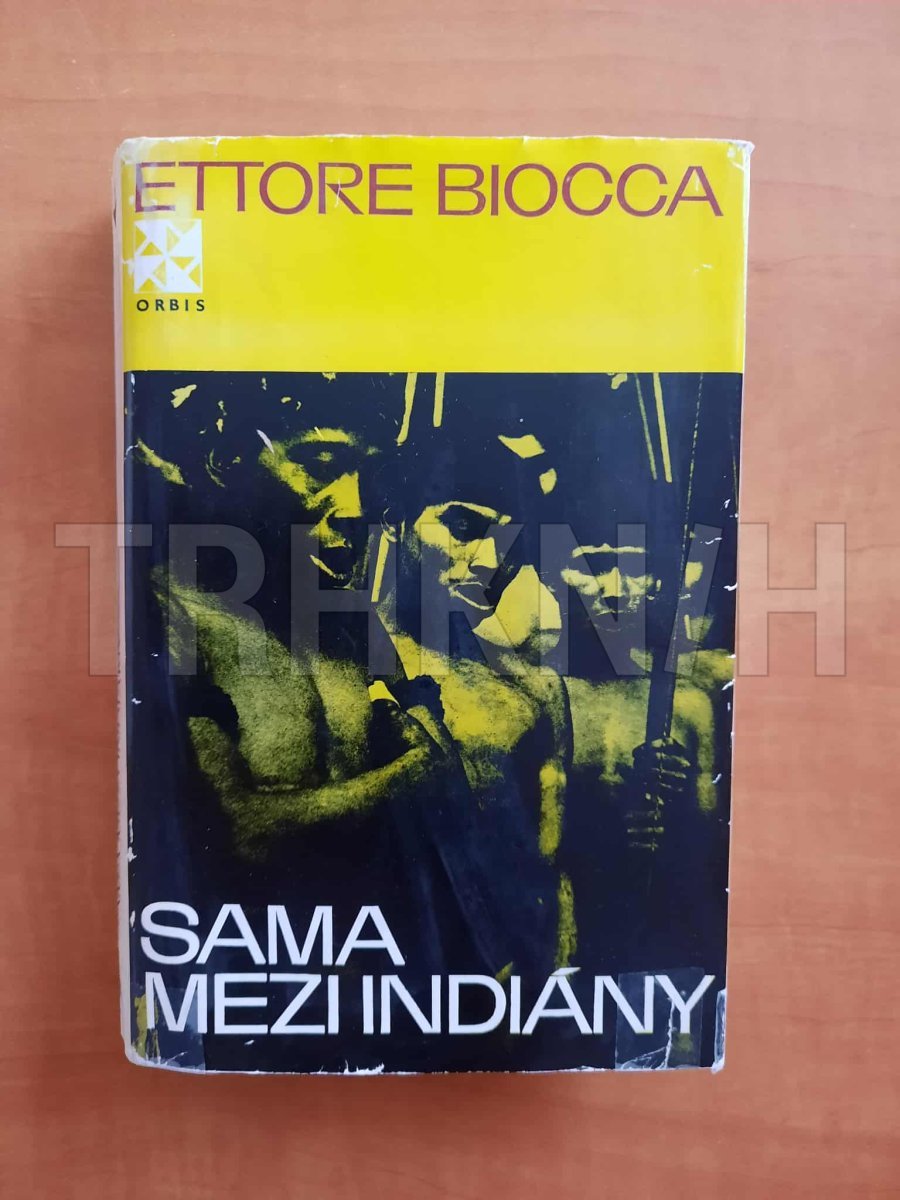 ETTORE BIOCCA
ORBIS
TRHKNIH
SAMA
MEZI INDIÁNY